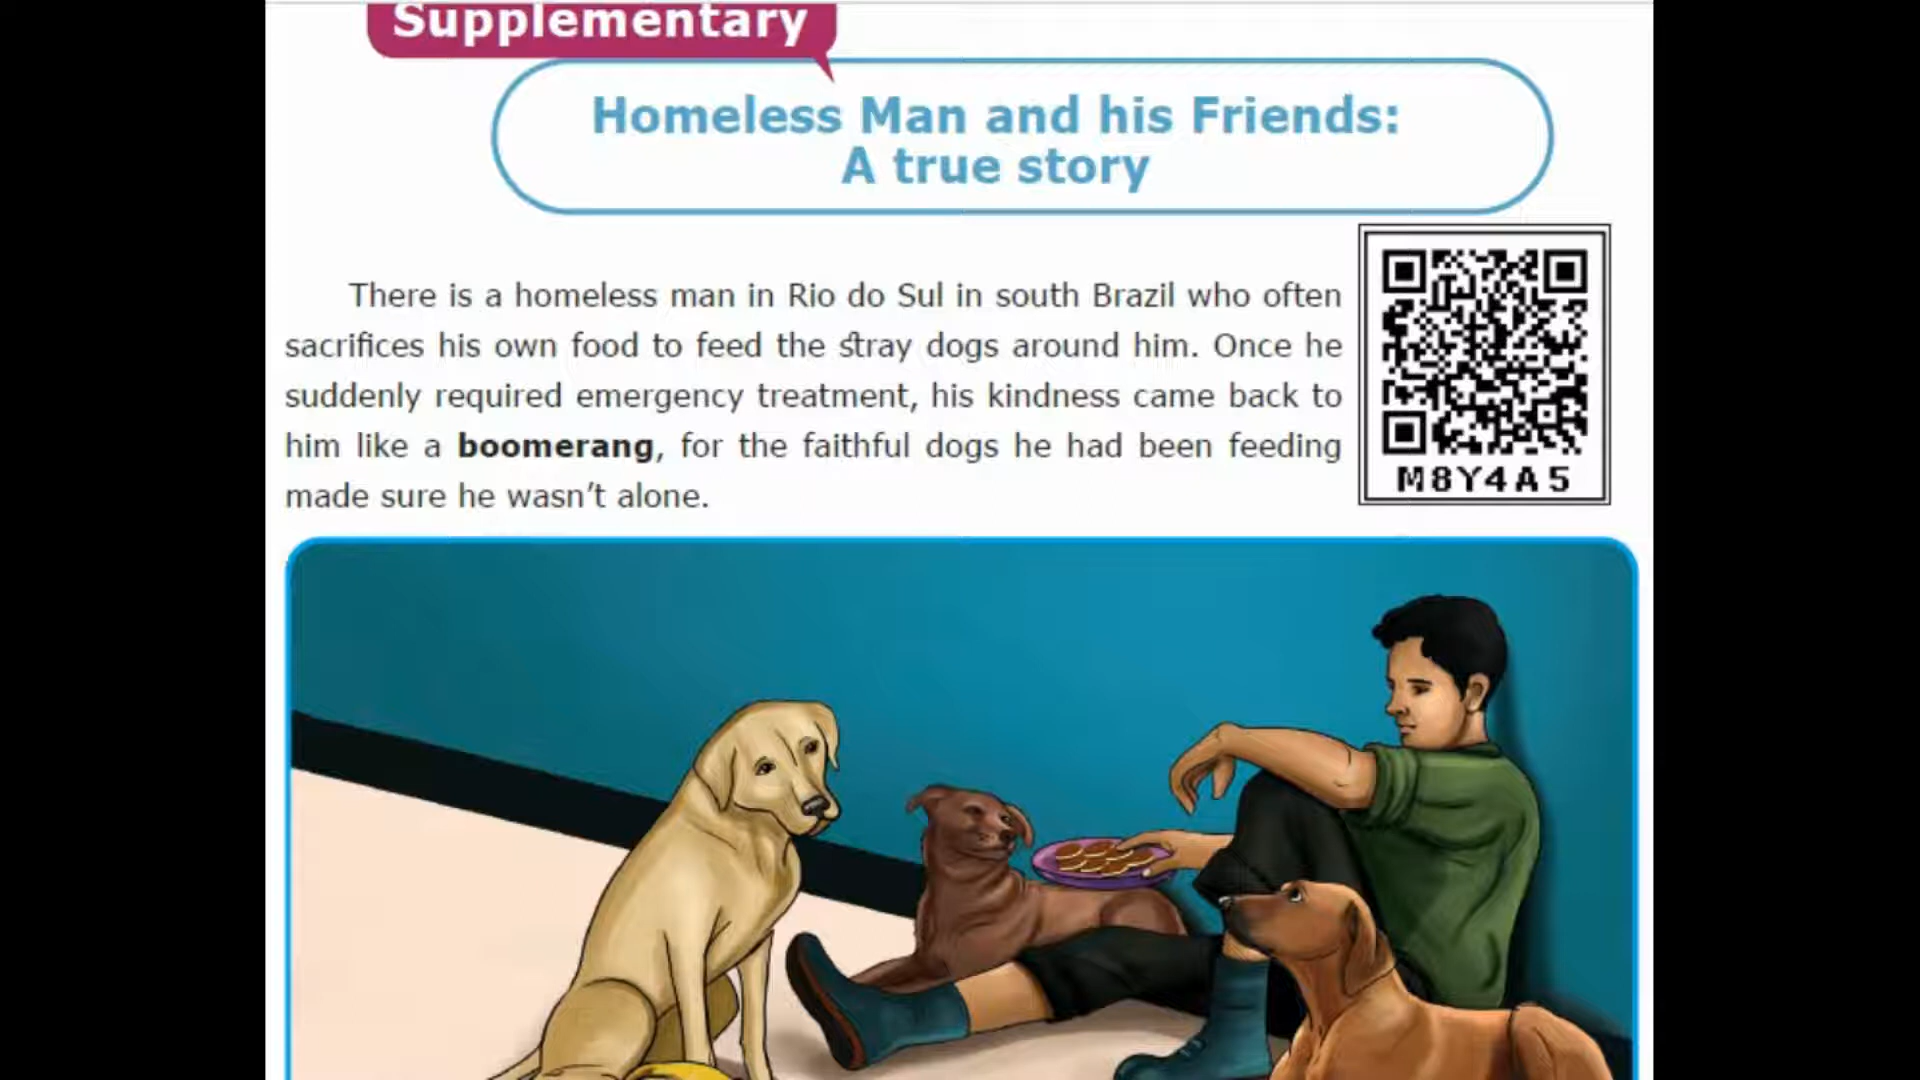 Supplementary
Homeless Man and his Friends:
A true story
There is a homeless man in Rio do Sul in south Brazil who often
sacrifices his own food to feed the stray dogs around him. Once he
suddenly required emergency treatment, his kindness came back to
him like a boomerang, for the faithful dogs he had been feeding
made sure he wasn’t alone.
M8Y4A5